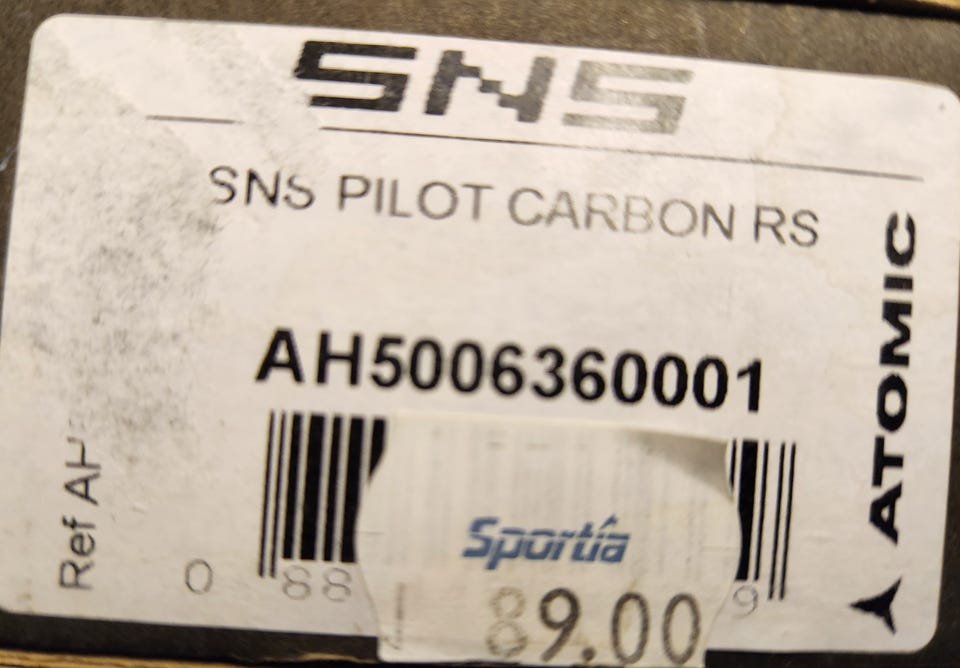 SNS
SNS PILOT CARBON RS
AH5006360001
ATOMIC
Ref AH
0 88 9
Sportia
89.00